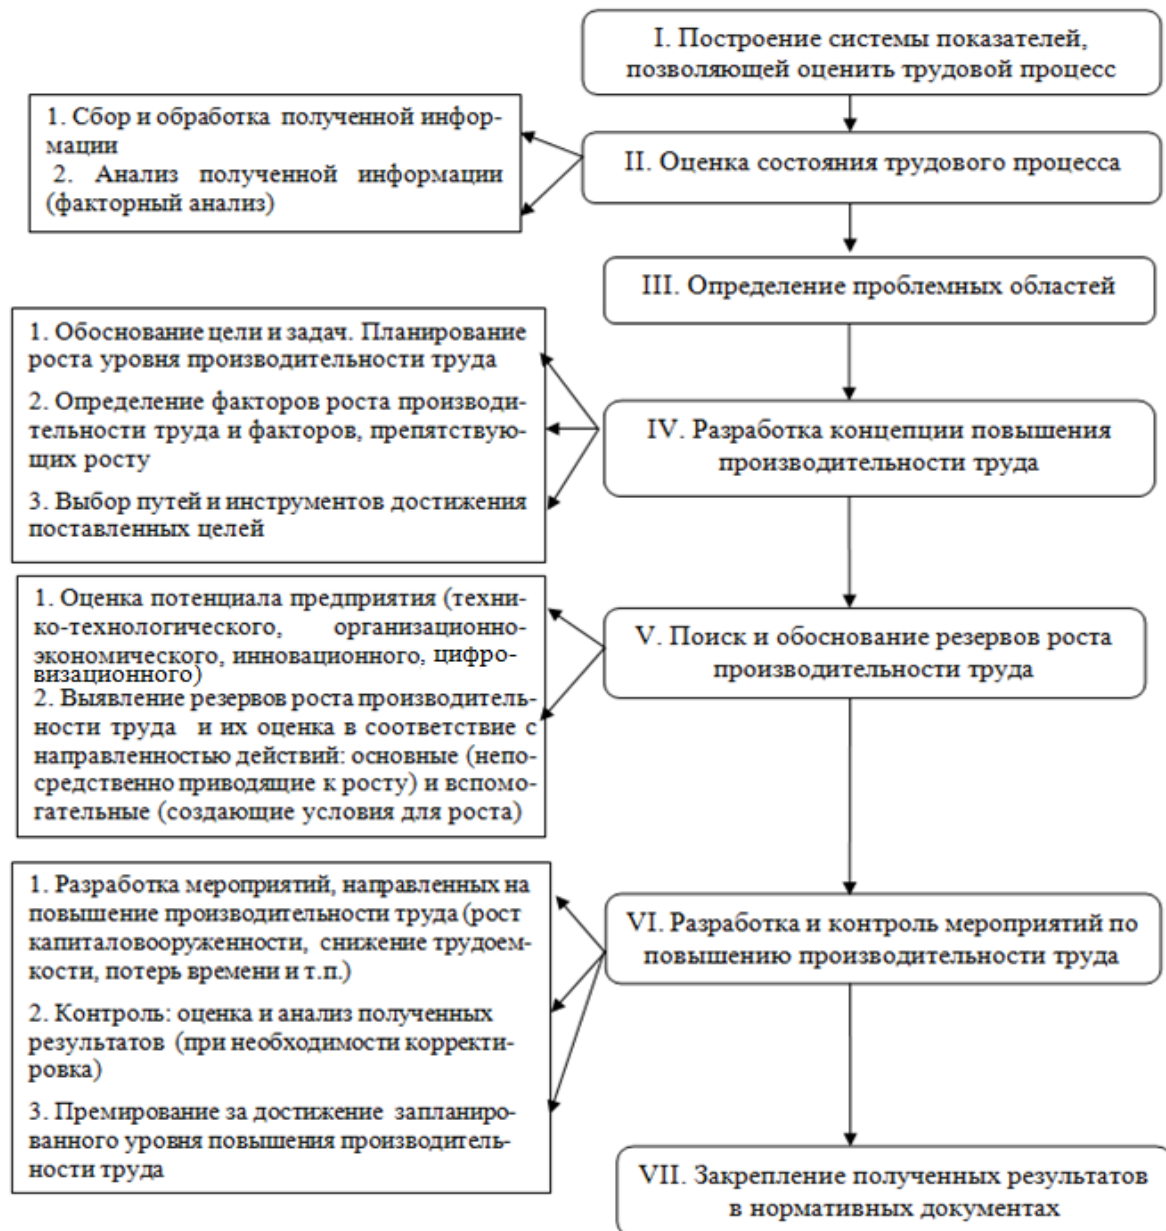 I. Построение системы показателей,
позволяющей оценить трудовой процесс
1. Сбор и обработка полученной инфор-
мации
2. Анализ полученной информации
(факторный анализ)
II. Оценка состояния трудового процесса
III. Определение проблемных областей
1. Обоснование цели и задач. Планирование
роста уровня производительности труда
2. Определение факторов роста производи-
тельности труда и факторов, препятствую-
щих росту
3. Выбор путей и инструментов достижения
поставленных целей
IV. Разработка концепции повышения
производительности труда
1. Оценка потенциала предприятия (техни-
ко-технологического, организационно-
экономического, инновационного, цифро-
визационного)
2. Выявление резервов роста производитель-
ности труда и их оценка в соответствие с
направленностью действий: основные (непо-
средственно приводящие к росту) и вспомо-
гательные (создающие условия для роста)
V. Поиск и обоснование резервов роста
производительности труда
1. Разработка мероприятий, направленных на
повышение производительности труда (рост
капиталовооруженности, снижение трудоем-
кости, потерь времени и т.п.)
2. Контроль: оценка и анализ полученных
результатов (при необходимости корректи-
ровка)
3. Премирование за достижение запланиро-
ванного уровня повышения производитель-
ности труда
VI. Разработка и контроль мероприятий по
повышению производительности труда
VII. Закрепление полученных результатов
в нормативных документах